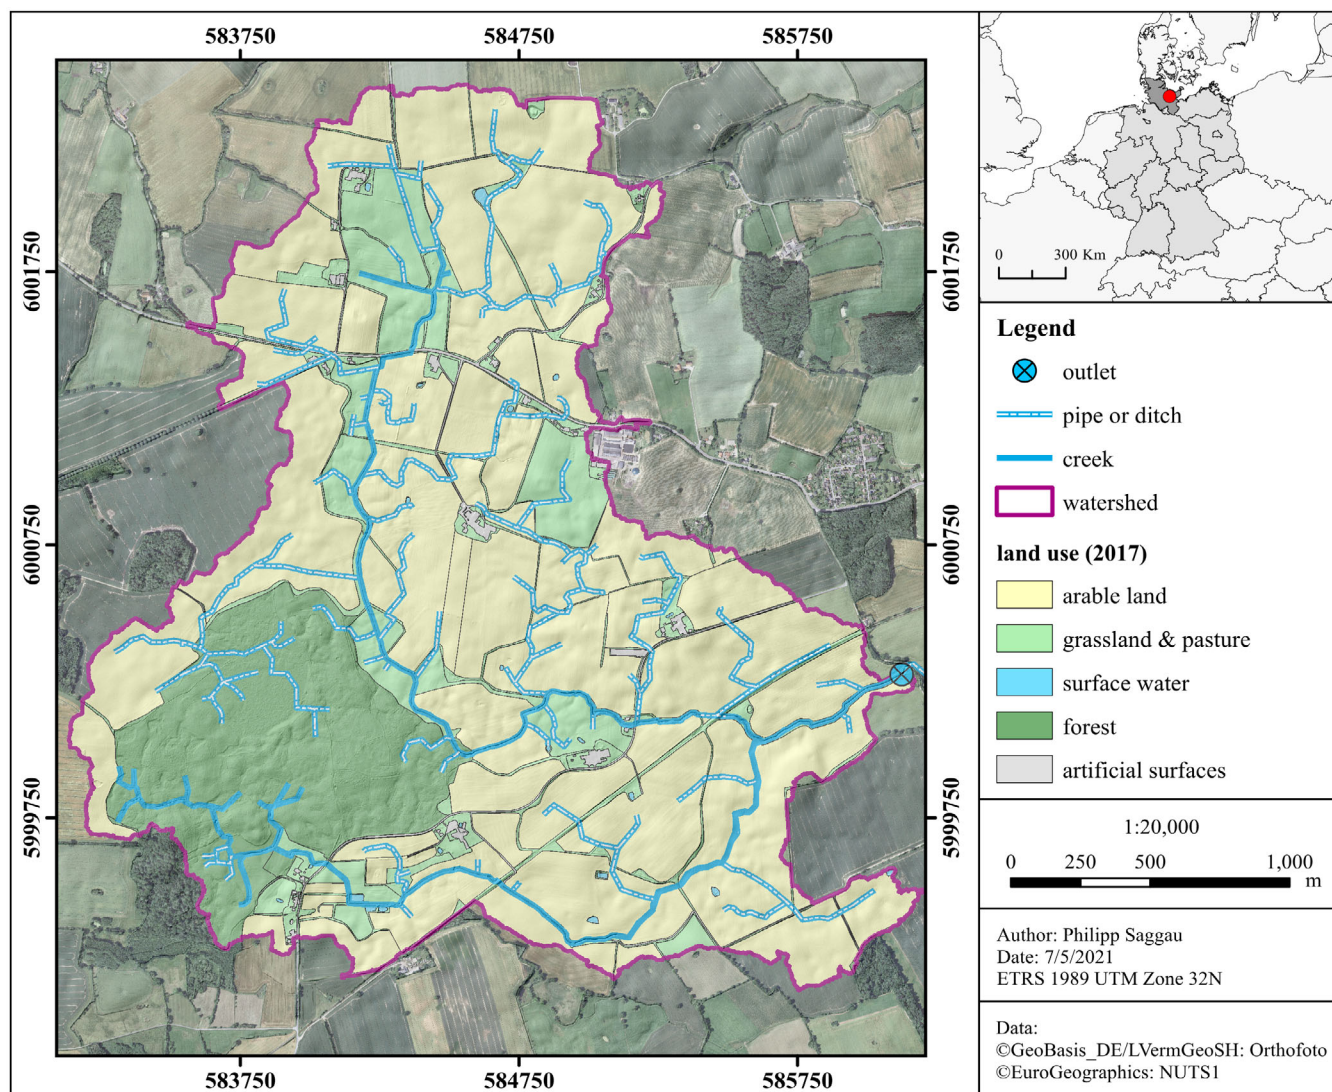 583750
584750
585750
6001750
6001750
6000750
6000750
5999750
5999750
583750
584750
585750
0
300 Km
Legend
outlet
pipe or ditch
creek
watershed
land use (2017)
arable land
grassland & pasture
surface water
forest
artificial surfaces
1:20,000
0 250 500 1,000
m
Author: Philipp Saggau
Date: 7/5/2021
ETRS 1989 UTM Zone 32N
Data:
©GeoBasis_DE/LVermGeoSH: Orthofoto
©EuroGeographics: NUTS1